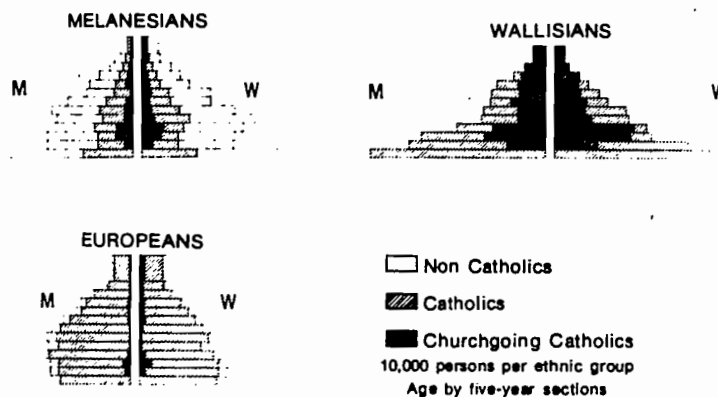 MELANESIANS
M
W
WALLISIANS
M
W
EUROPEANS
M
W
Non Catholics
Catholics
Churchgoing Catholics
10,000 persons per ethnic group
Age by five-year sections